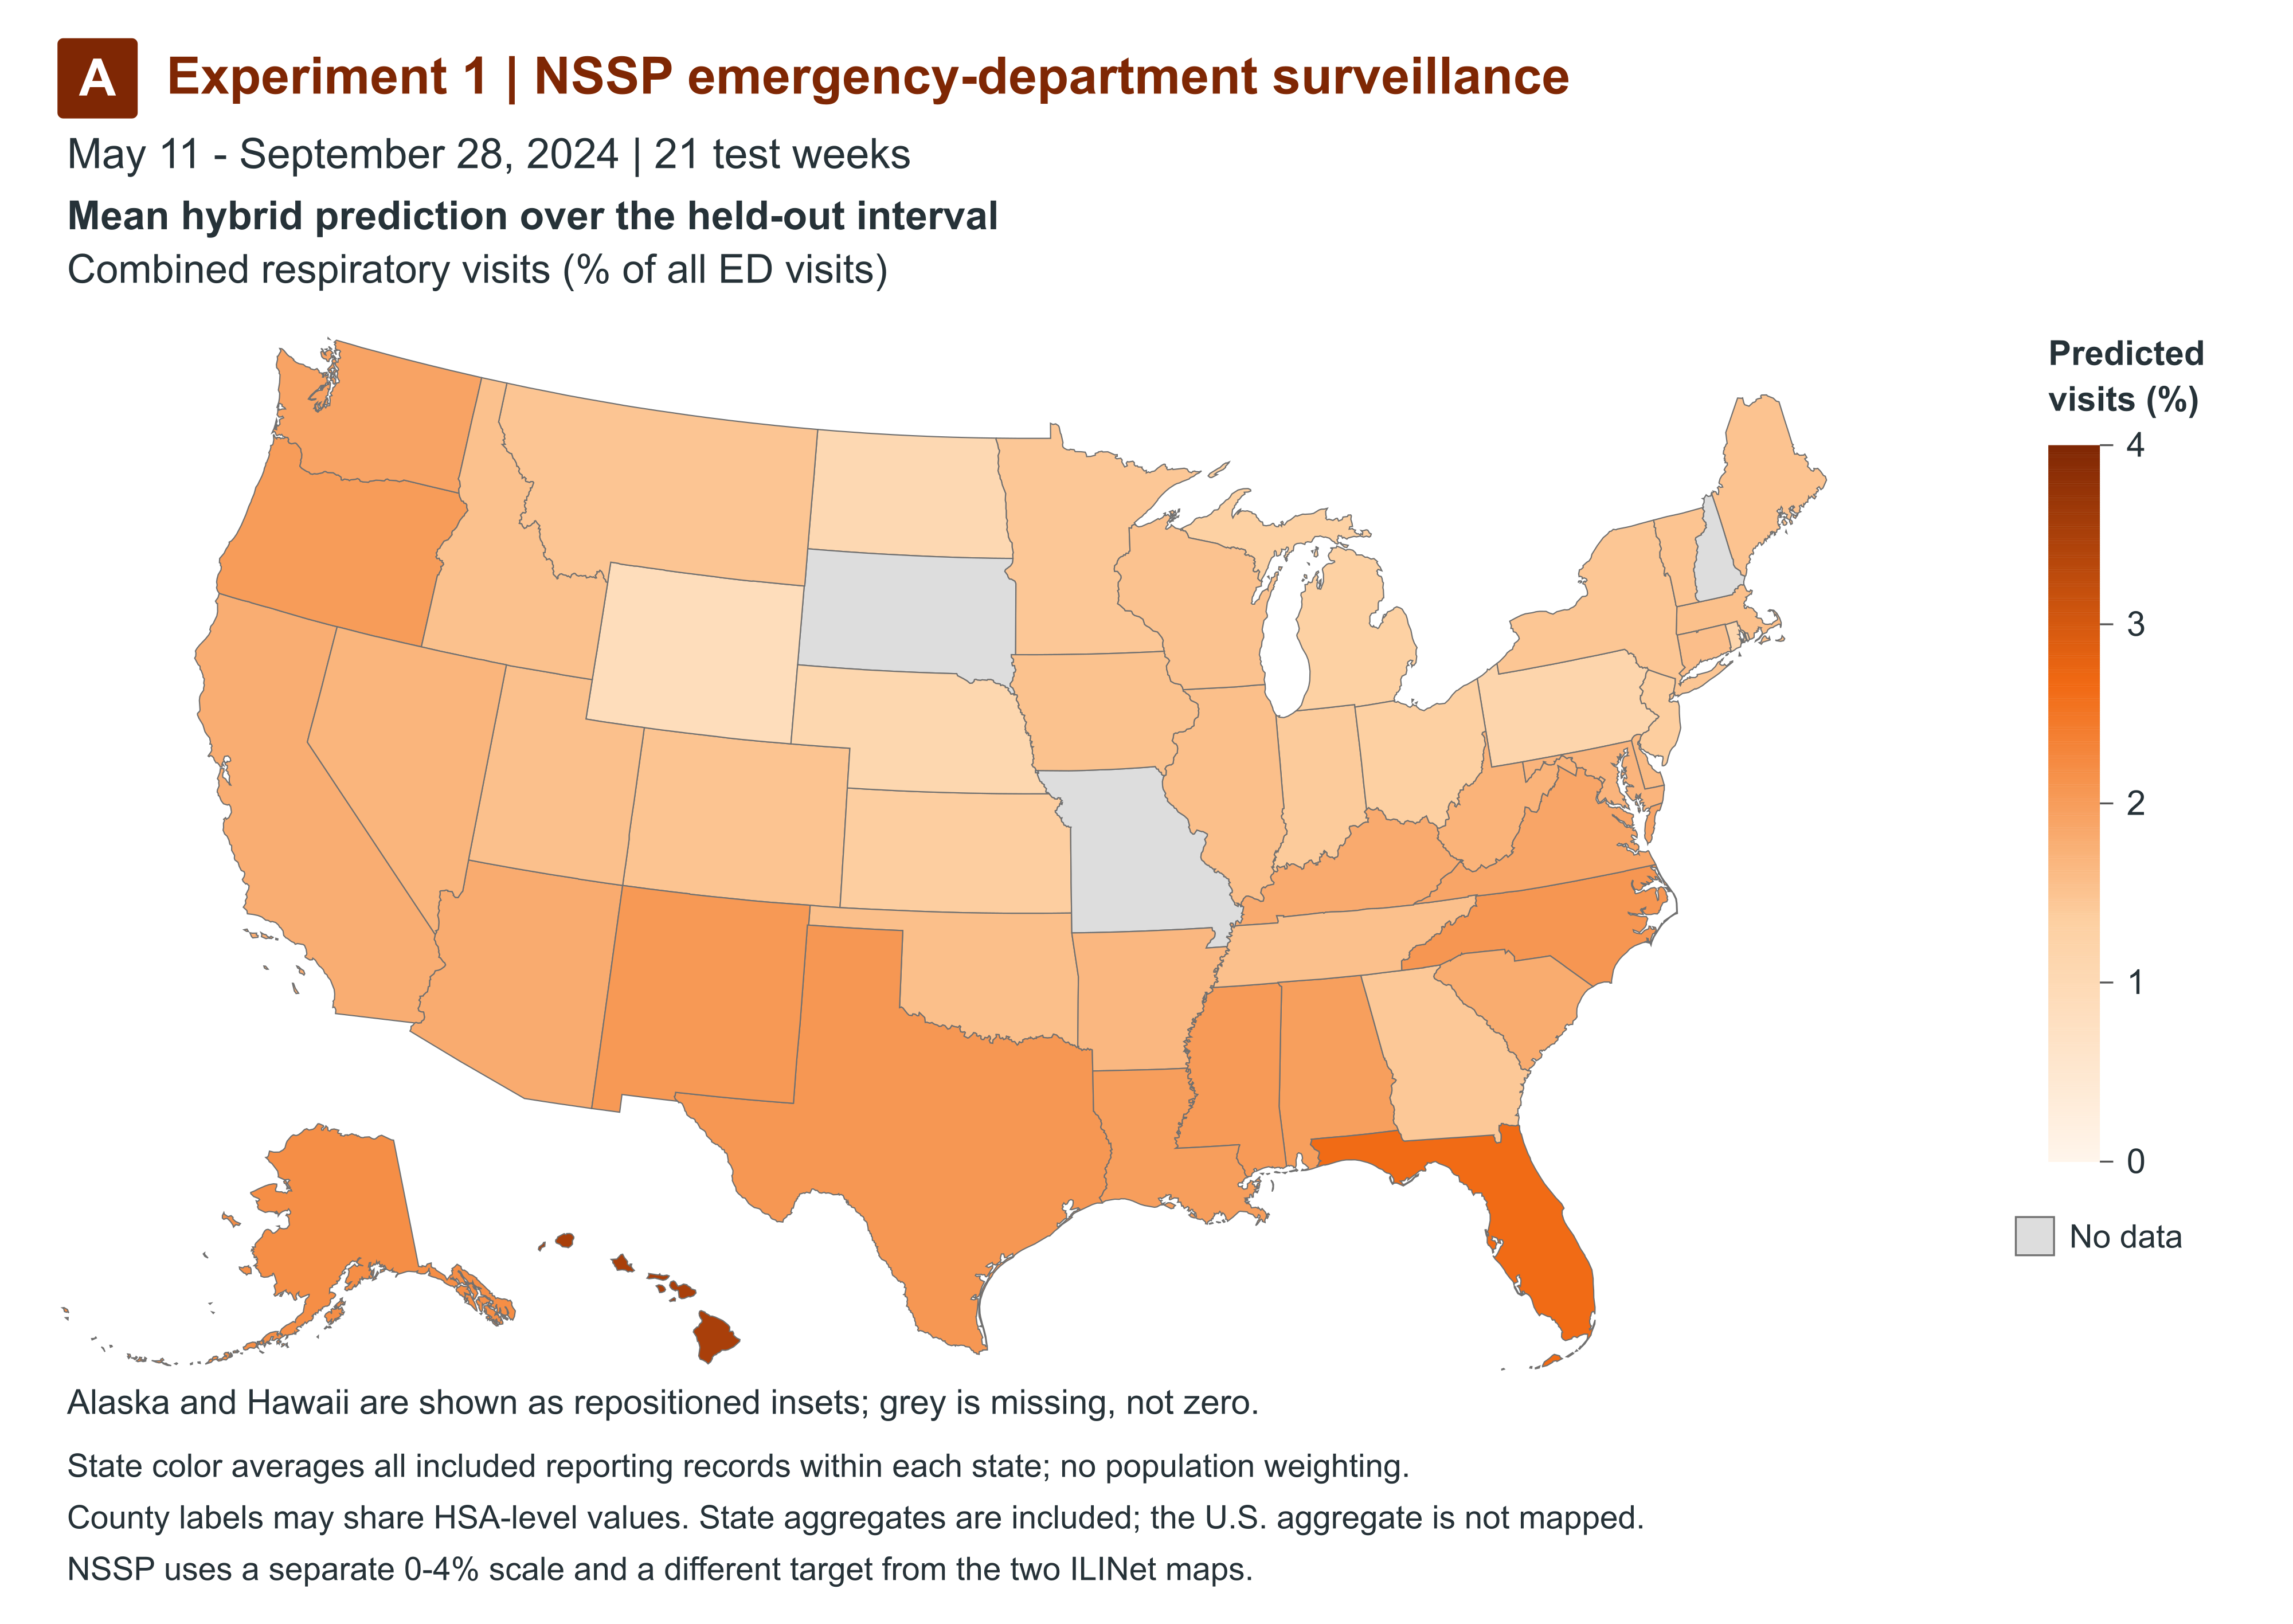 A
Experiment 1 | NSSP emergency-department surveillance
May 11 - September 28, 2024 | 21 test weeks
Mean hybrid prediction over the held-out interval
Combined respiratory visits (% of all ED visits)
Predicted
visits (%)
4
3
2
1
0
No data
Alaska and Hawaii are shown as repositioned insets; grey is missing, not zero.
State color averages all included reporting records within each state; no population weighting.
County labels may share HSA-level values. State aggregates are included; the U.S. aggregate is not mapped.
NSSP uses a separate 0-4% scale and a different target from the two ILINet maps.